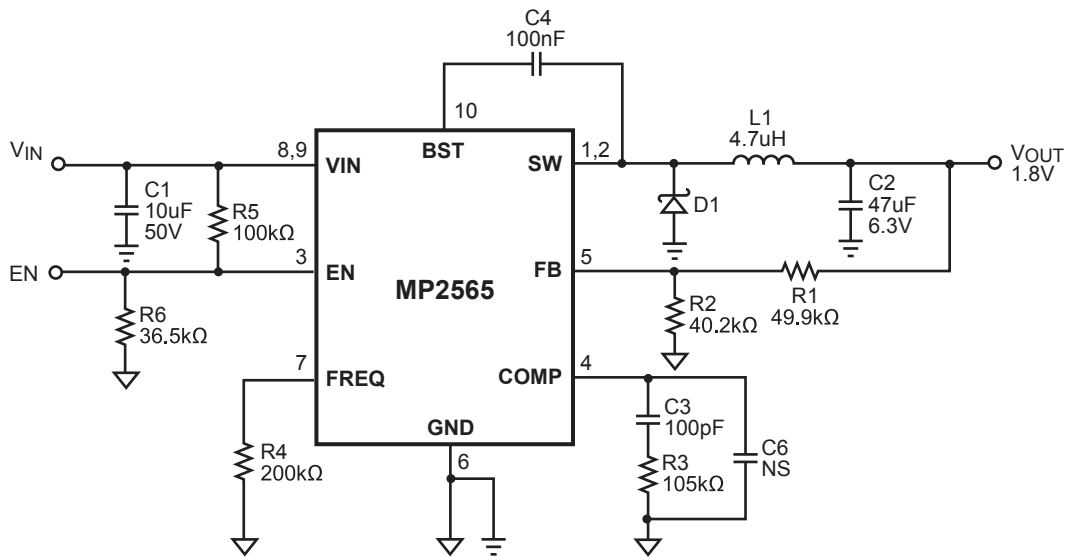 C4
100nF
10
L1
4.7uH
VIN
8,9
VIN
BST
SW
1,2
VOUT
1.8V
C1
10uF
50V
R5
100kΩ
D1
C2
47uF
6.3V
EN
3
EN
MP2565
FB
5
R6
36.5kΩ
R2
40.2kΩ
R1
49.9kΩ
7
FREQ
COMP
4
GND
6
R4
200kΩ
C3
100pF
R3
105kΩ
C6
NS